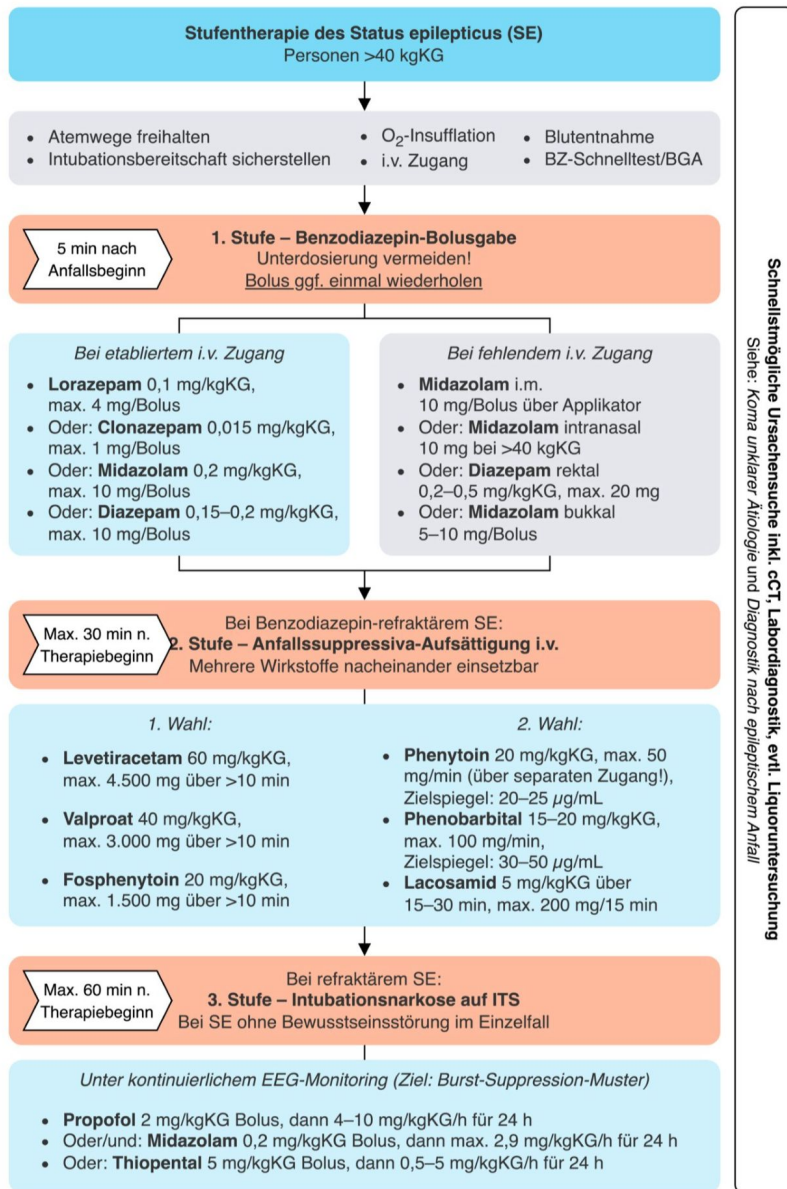 Stufentherapie des Status epilepticus (SE)
Personen >40 kgKG
• Atemwege freihalten
• Intubationsbereitschaft sicherstellen
• O₂-Insufflation
• i.v. Zugang
• Blutentnahme
• BZ-Schnelltest/BGA
5 min nach
Anfallsbeginn
1. Stufe – Benzodiazepin-Bolusgabe
Unterdosierung vermeiden!
Bolus ggf. einmal wiederholen
Bei etabliertem i.v. Zugang
• Lorazepam 0,1 mg/kgKG,
max. 4 mg/Bolus
• Oder: Clonazepam 0,015 mg/kgKG,
max. 1 mg/Bolus
• Oder: Midazolam 0,2 mg/kgKG,
max. 10 mg/Bolus
• Oder: Diazepam 0,15–0,2 mg/kgKG,
max. 10 mg/Bolus
Bei fehlendem i.v. Zugang
• Midazolam i.m.
10 mg/Bolus über Applikator
• Oder: Midazolam intranasal
10 mg bei >40 kgKG
• Oder: Diazepam rektal
0,2–0,5 mg/kgKG, max. 20 mg
• Oder: Midazolam bukkal
5–10 mg/Bolus
Max. 30 min n.
Therapiebeginn
Bei Benzodiazepin-refraktärem SE:
2. Stufe – Anfallssuppressiva-Aufsättigung i.v.
Mehrere Wirkstoffe nacheinander einsetzbar
1. Wahl:
• Levetiracetam 60 mg/kgKG,
max. 4.500 mg über >10 min
• Valproat 40 mg/kgKG,
max. 3.000 mg über >10 min
• Fosphenytoin 20 mg/kgKG,
max. 1.500 mg über >10 min
2. Wahl:
• Phenytoin 20 mg/kgKG, max. 50
mg/min (über separaten Zugang!),
Zielspiegel: 20–25 µg/mL
• Phenobarbital 15–20 mg/kgKG,
max. 100 mg/min,
Zielspiegel: 30–50 µg/mL
• Lacosamid 5 mg/kgKG über
15–30 min, max. 200 mg/15 min
Max. 60 min n.
Therapiebeginn
Bei refraktärem SE:
3. Stufe – Intubationsnarkose auf ITS
Bei SE ohne Bewusstseinsstörung im Einzelfall
Unter kontinuierlichem EEG-Monitoring (Ziel: Burst-Suppression-Muster)
• Propofol 2 mg/kgKG Bolus, dann 4–10 mg/kgKG/h für 24 h
• Oder/und: Midazolam 0,2 mg/kgKG Bolus, dann max. 2,9 mg/kgKG/h für 24 h
• Oder: Thiopental 5 mg/kgKG Bolus, dann 0,5–5 mg/kgKG/h für 24 h
Schnellstmögliche Ursachensuche inkl. cCT, Labordiagnostik, evtl. Liquoruntersuchung
Siehe: Koma unklarer Ätiologie und Diagnostik nach epileptischem Anfall